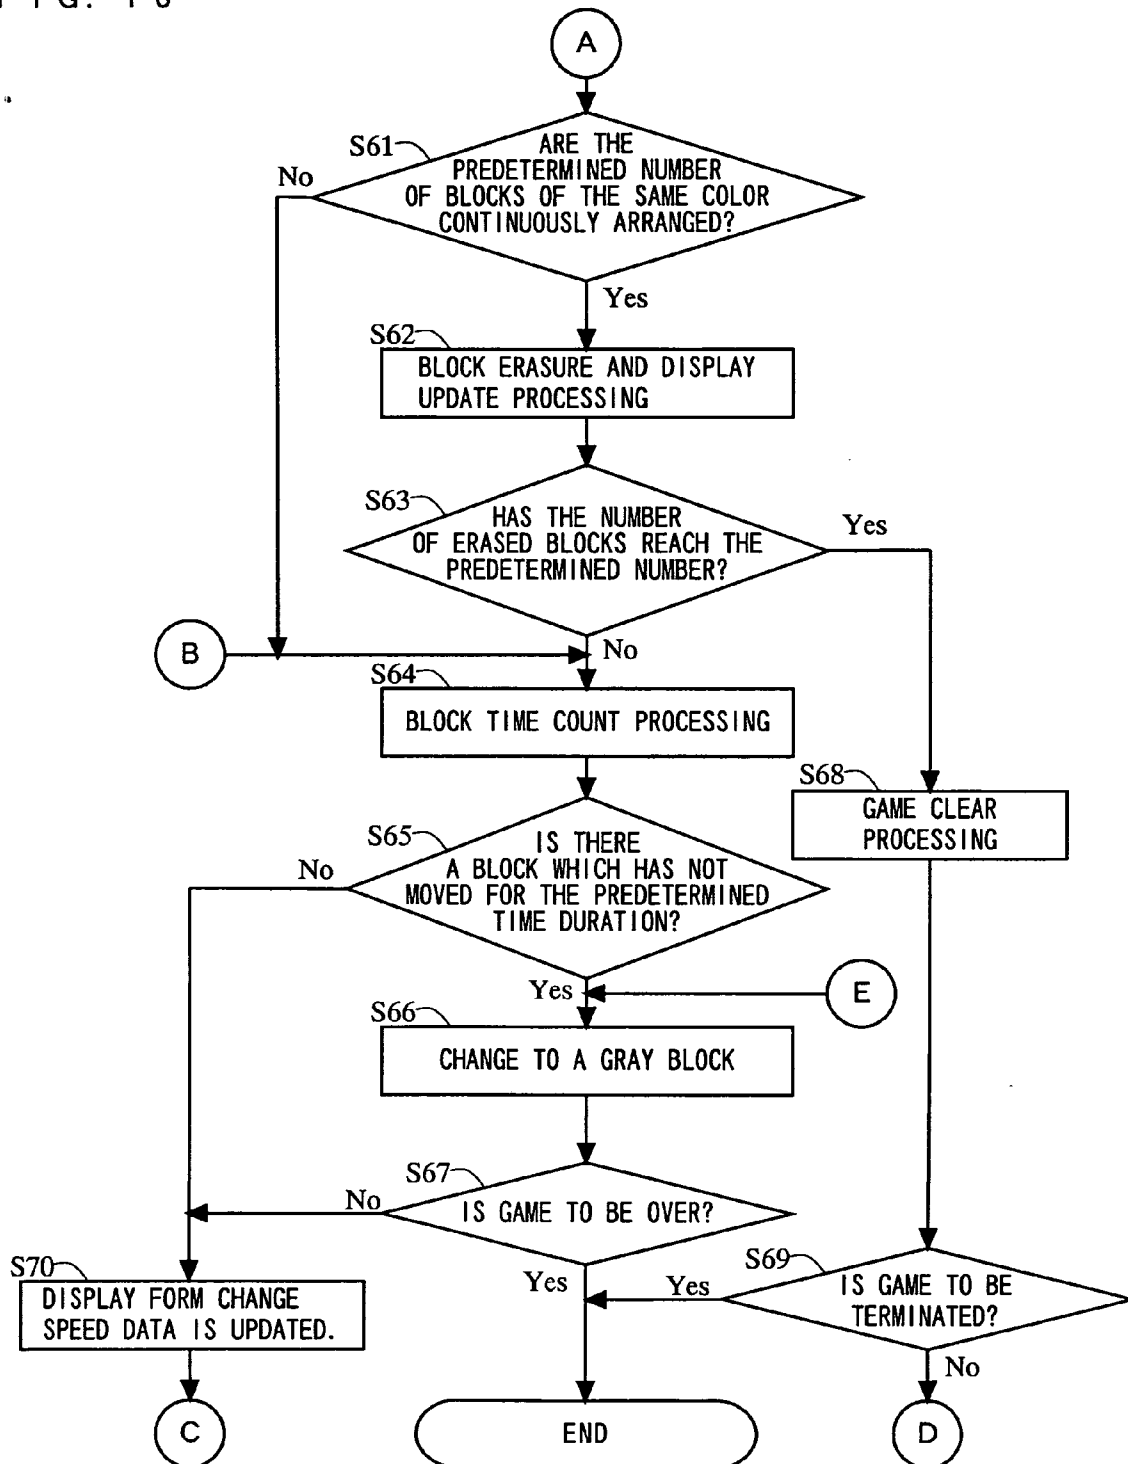 A
S61
ARE THE
PREDETERMINED NUMBER
OF BLOCKS OF THE SAME COLOR
CONTINUOUSLY ARRANGED?
No
Yes
S62
BLOCK ERASURE AND DISPLAY
UPDATE PROCESSING
S63
HAS THE NUMBER
OF ERASED BLOCKS REACH THE
PREDETERMINED NUMBER?
Yes
B
No
S64
BLOCK TIME COUNT PROCESSING
S68
GAME CLEAR
PROCESSING
S65
IS THERE
A BLOCK WHICH HAS NOT
MOVED FOR THE PREDETERMINED
TIME DURATION?
No
Yes
E
S66
CHANGE TO A GRAY BLOCK
S67
IS GAME TO BE OVER?
No
Yes
S69
IS GAME TO BE
TERMINATED?
Yes
No
S70
DISPLAY FORM CHANGE
SPEED DATA IS UPDATED.
C
END
D